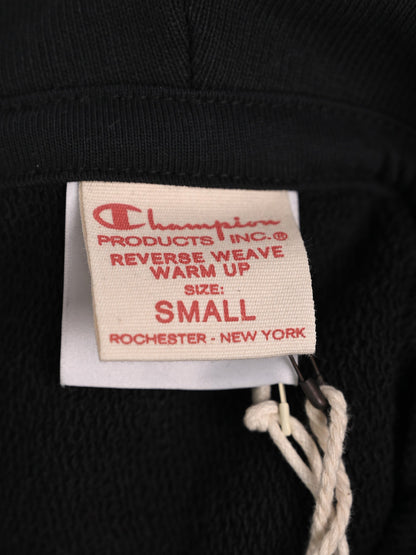 Champion
PRODUCTS INC.®
REVERSE WEAVE
WARM UP
SIZE:
SMALL
ROCHESTER - NEW YORK